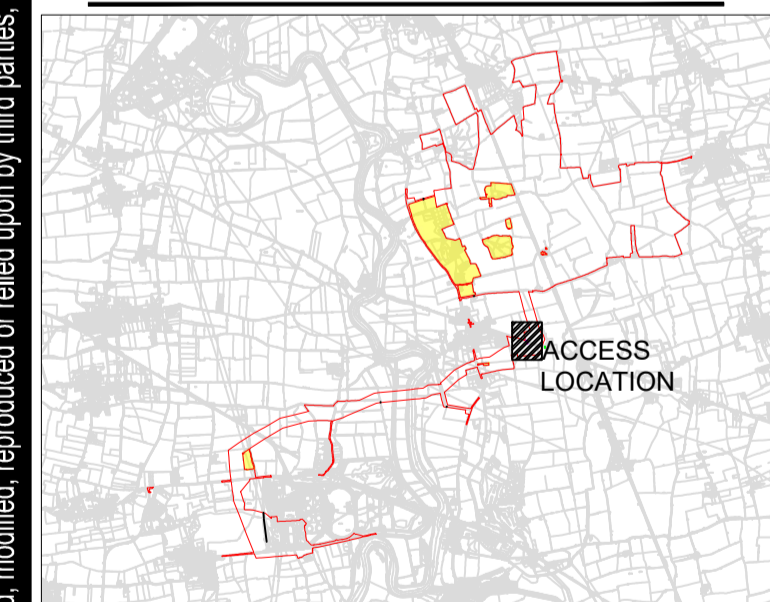 modified, reproduced or relied upon by third parties,
ACCESS
LOCATION